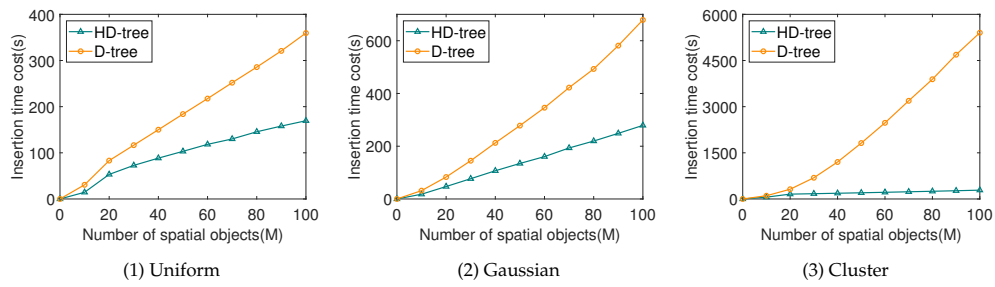 400
300
200
100
0
Insertion time cost(s)
HD-tree
D-tree
0 20 40 60 80 100
Number of spatial objects(M)
(1) Uniform
600
400
200
0
Insertion time cost(s)
HD-tree
D-tree
0 20 40 60 80 100
Number of spatial objects(M)
(2) Gaussian
6000
4500
3000
1500
0
Insertion time cost(s)
HD-tree
D-tree
0 20 40 60 80 100
Number of spatial objects(M)
(3) Cluster